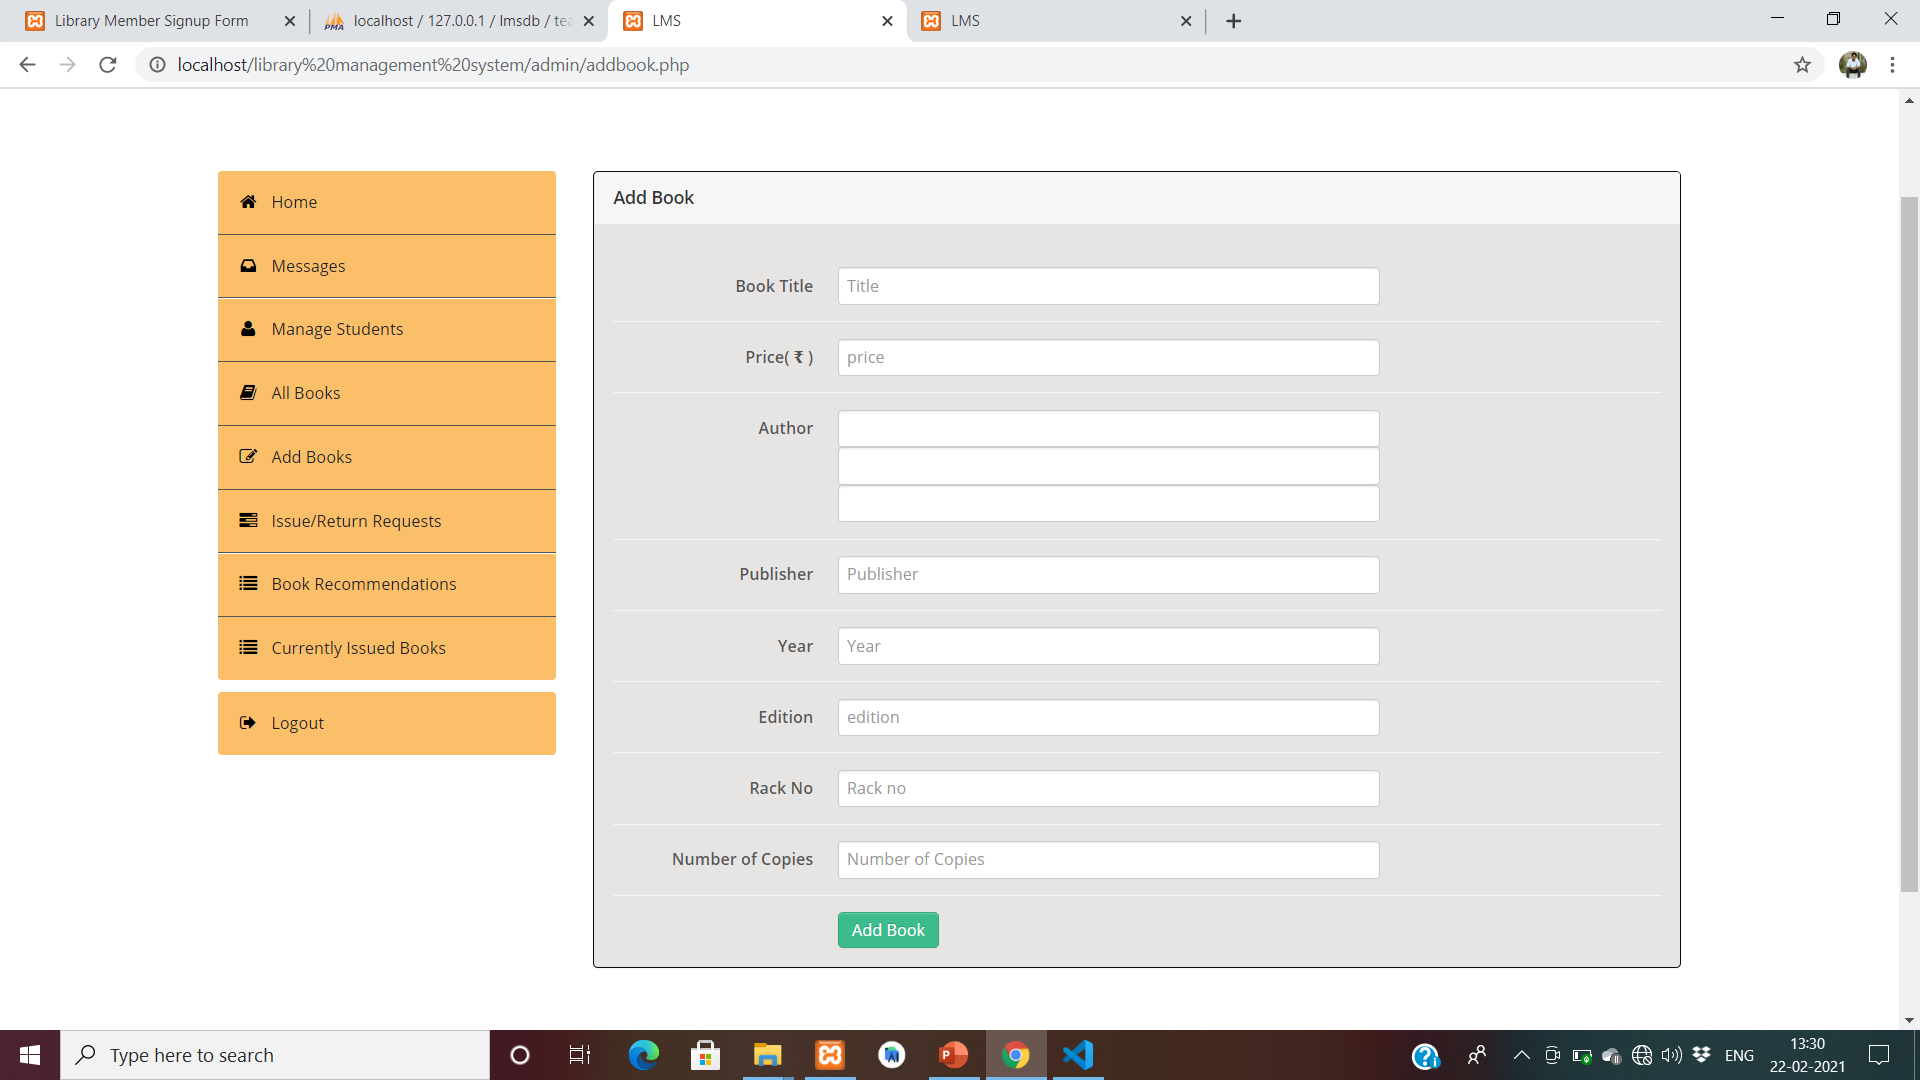 Library Member Signup Form
localhost / 127.0.0.1 / lmsdb / tea
LMS
LMS
localhost/library%20management%20system/admin/addbook.php
Home
Messages
Manage Students
All Books
Add Books
Issue/Return Requests
Book Recommendations
Currently Issued Books
Logout
Add Book
Book Title
Title
Price( ₹ )
price
Author
Publisher
Publisher
Year
Year
Edition
edition
Rack No
Rack no
Number of Copies
Number of Copies
Add Book
Type here to search
ENG
13:30
22-02-2021